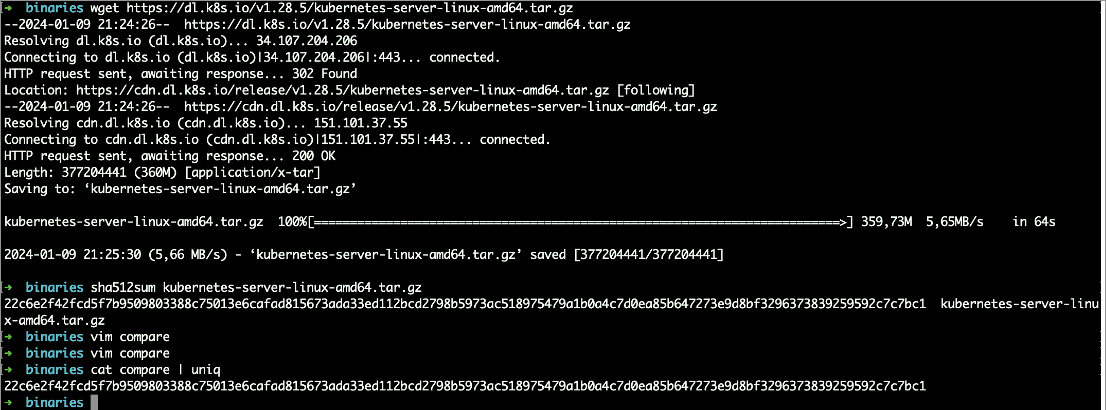 ➜  binaries wget https://dl.k8s.io/v1.28.5/kubernetes-server-linux-amd64.tar.gz
--2024-01-09 21:24:26--  https://dl.k8s.io/v1.28.5/kubernetes-server-linux-amd64.tar.gz
Resolving dl.k8s.io (dl.k8s.io)... 34.107.204.206
Connecting to dl.k8s.io (dl.k8s.io)|34.107.204.206|:443... connected.
HTTP request sent, awaiting response... 302 Found
Location: https://cdn.dl.k8s.io/release/v1.28.5/kubernetes-server-linux-amd64.tar.gz [following]
--2024-01-09 21:24:26--  https://cdn.dl.k8s.io/release/v1.28.5/kubernetes-server-linux-amd64.tar.gz
Resolving cdn.dl.k8s.io (cdn.dl.k8s.io)... 151.101.37.55
Connecting to cdn.dl.k8s.io (cdn.dl.k8s.io)|151.101.37.55|:443... connected.
HTTP request sent, awaiting response... 200 OK
Length: 377204441 (360M) [application/x-tar]
Saving to: ‘kubernetes-server-linux-amd64.tar.gz’
kubernetes-server-linux-amd64.tar.gz  100%[==========================================================================>] 359,73M  5,65MB/s    in 64s
2024-01-09 21:25:30 (5,66 MB/s) - ‘kubernetes-server-linux-amd64.tar.gz’ saved [377204441/377204441]
➜  binaries sha512sum kubernetes-server-linux-amd64.tar.gz
22c6e2f42fcd5f7b9509803388c75013e6cafad815673ada33ed112bcd2798b5973ac518975479a1b0a4c7d0ea85b647273e9d8bf3296373839259592c7c7bc1  kubernetes-server-linu
x-amd64.tar.gz
➜  binaries vim compare
➜  binaries vim compare
➜  binaries cat compare | uniq
22c6e2f42fcd5f7b9509803388c75013e6cafad815673ada33ed112bcd2798b5973ac518975479a1b0a4c7d0ea85b647273e9d8bf3296373839259592c7c7bc1
➜  binaries